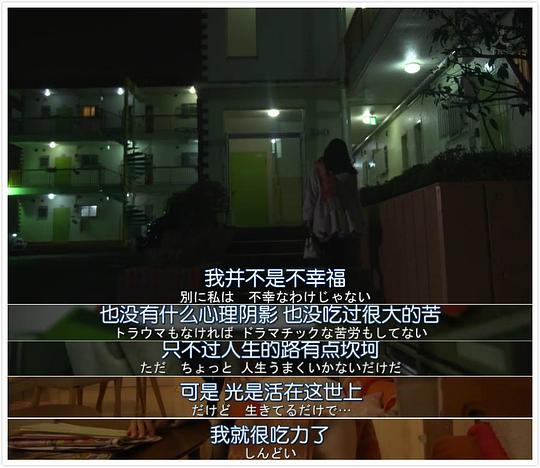 我并不是不幸福
別に私は 不幸なわけじゃない
也没有什么心理阴影 也没吃过很大的苦
トラウマもなければ ドラマチックな苦労もしてない
只不过人生的路有点坎坷
ただ ちょっと 人生うまくいかないだけだ
可是 光是活在这世上
だけど 生きてるだけで…
我就很吃力了
しんどい